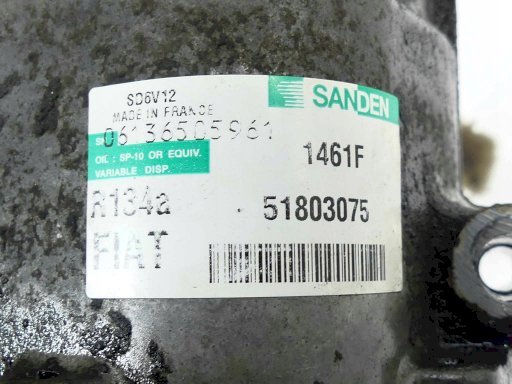 SD6V12
MADE IN FRANCE
SANDEN
06136505961
OIL : SP-10 OR EQUIV.
VARIABLE DISP.
1461F
R134a
51803075
FIAT